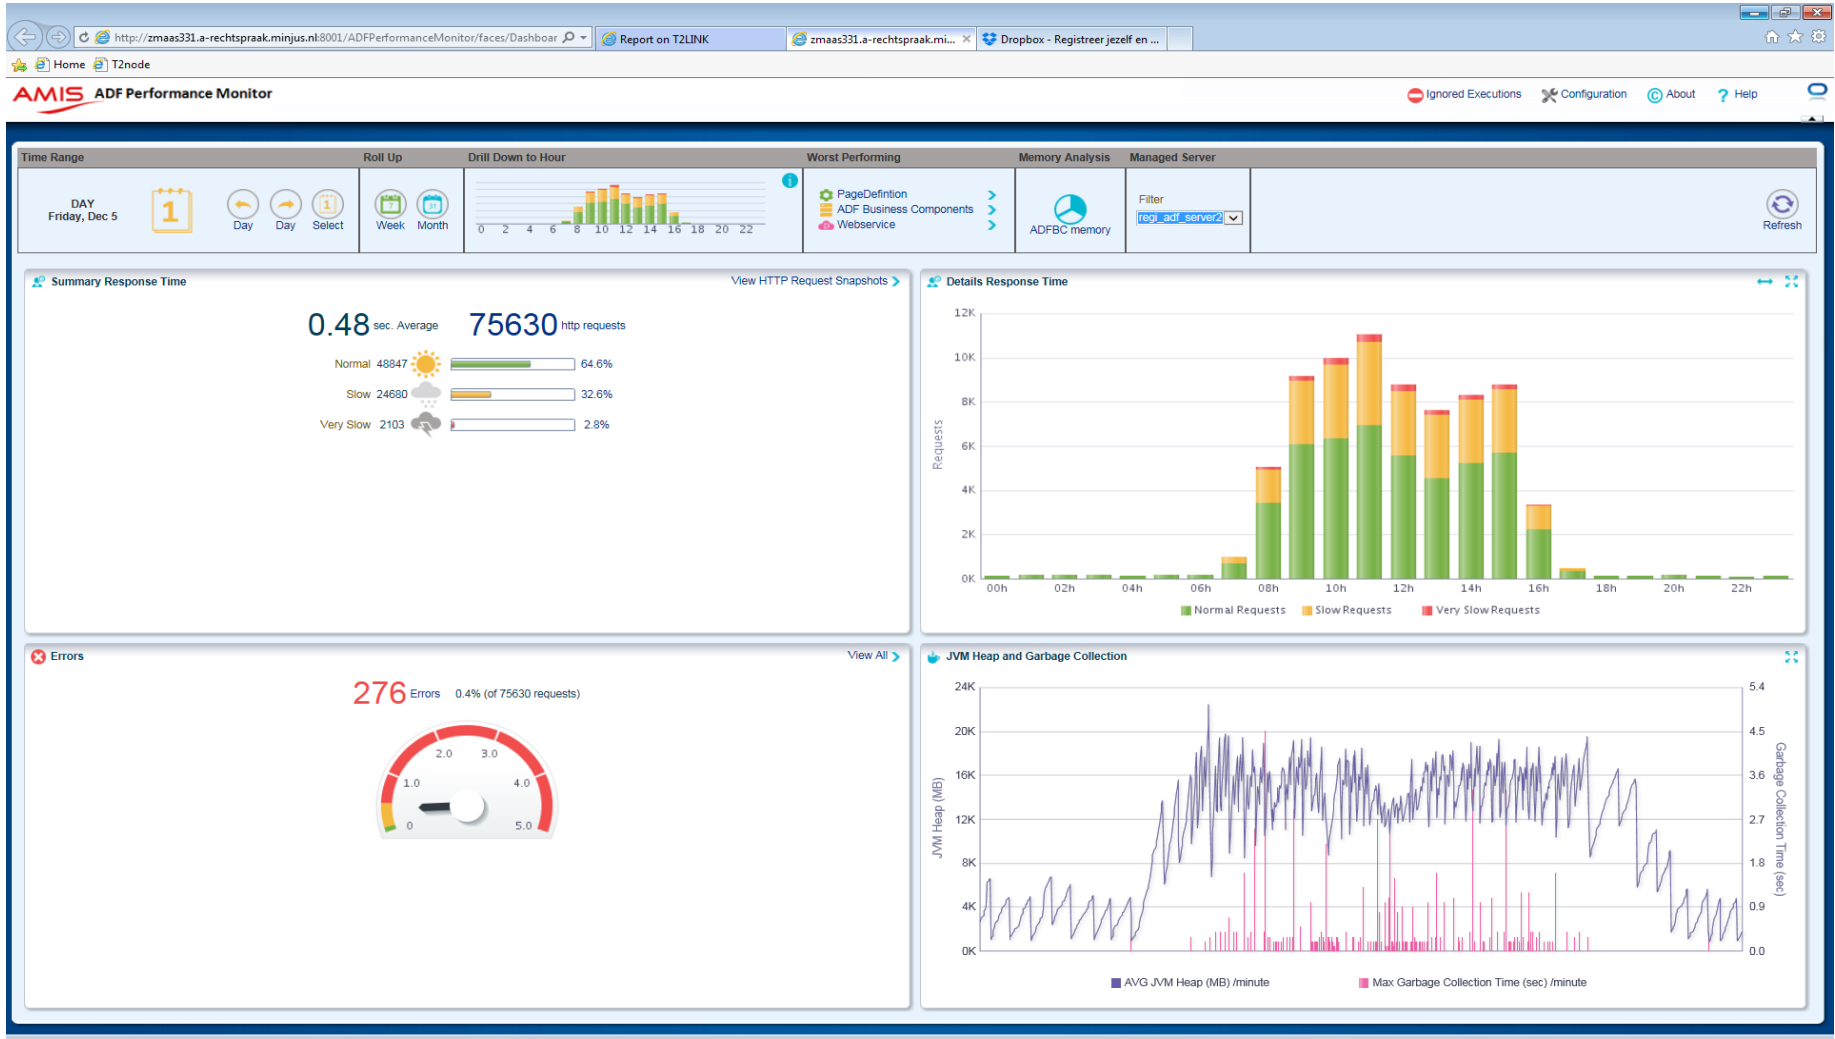 http://zmaas331.a-rechtspraak.minjus.nl:8001/ADFPerformanceMonitor/faces/Dashboar
Report on T2LINK
zmaas331.a-rechtspraak.mi...
Dropbox - Registreer jezelf en ...
Home
T2node
AMIS ADF Performance Monitor
Ignored Executions
Configuration
About
Help
Time Range
Roll Up
Drill Down to Hour
Worst Performing
Memory Analysis
Managed Server
DAY
Friday, Dec 5
1
Day
Day
1
Select
7
Week
31
Month
0 2 4 6 8 10 12 14 16 18 20 22
i
PageDefintion
ADF Business Components
Webservice
ADFBC memory
Filter
regi_adf_server2
Refresh
Summary Response Time
View HTTP Request Snapshots
0.48 sec. Average
75630 http requests
Normal 48847 64.6%
Slow 24680 32.6%
Very Slow 2103 2.8%
Details Response Time
12K
10K
8K
6K
4K
2K
0K
Requests
00h 02h 04h 06h 08h 10h 12h 14h 16h 18h 20h 22h
Normal Requests
Slow Requests
Very Slow Requests
Errors
View All
276 Errors 0.4% (of 75630 requests)
0
1.0
2.0
3.0
4.0
5.0
JVM Heap and Garbage Collection
24K
20K
16K
12K
8K
4K
0K
JVM Heap (MB)
5.4
4.5
3.6
2.7
1.8
0.9
0.0
Garbage Collection Time (sec)
AVG JVM Heap (MB) /minute
Max Garbage Collection Time (sec) /minute